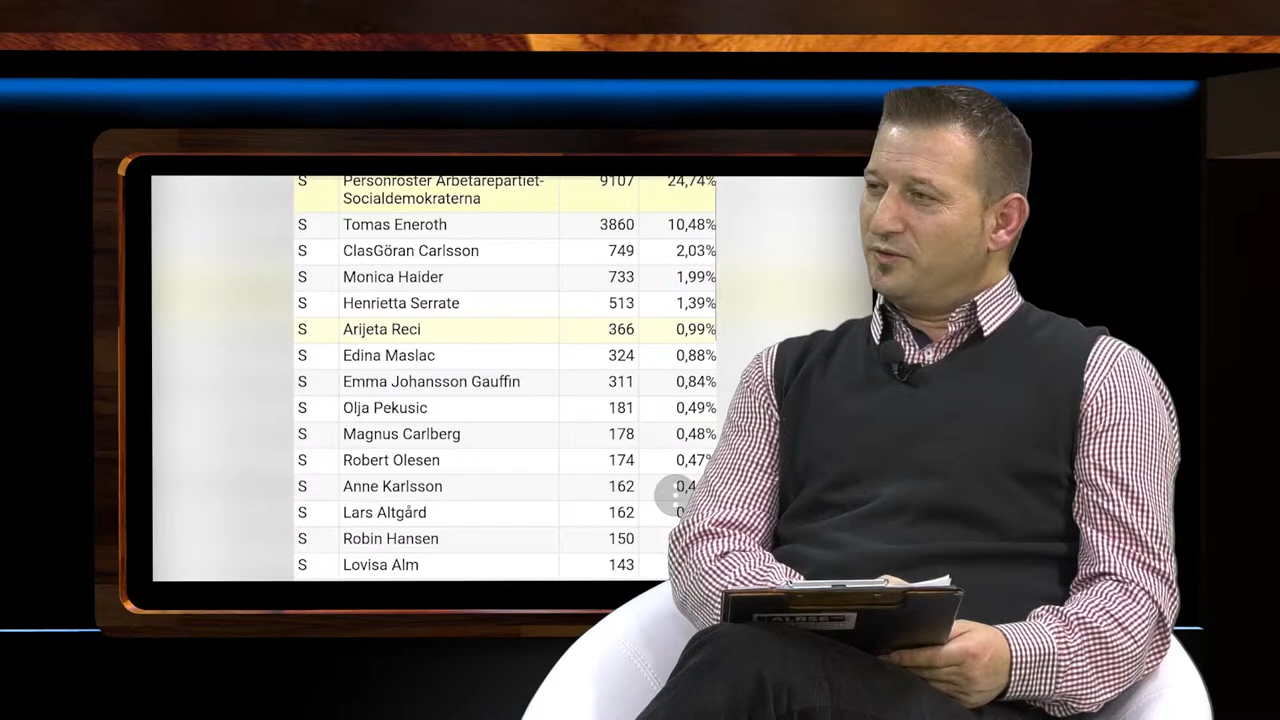 S Personröster Arbetarepartiet- 9107 24,74%
Socialdemokraterna
S Tomas Eneroth 3860 10,48%
S ClasGöran Carlsson 749 2,03%
S Monica Haider 733 1,99%
S Henrietta Serrate 513 1,39%
S Arijeta Reci 366 0,99%
S Edina Maslac 324 0,88%
S Emma Johansson Gauffin 311 0,84%
S Olja Pekusic 181 0,49%
S Magnus Carlberg 178 0,48%
S Robert Olesen 174 0,47%
S Anne Karlsson 162
S Lars Altgård 162
S Robin Hansen 150
S Lovisa Alm 143
ALBSE